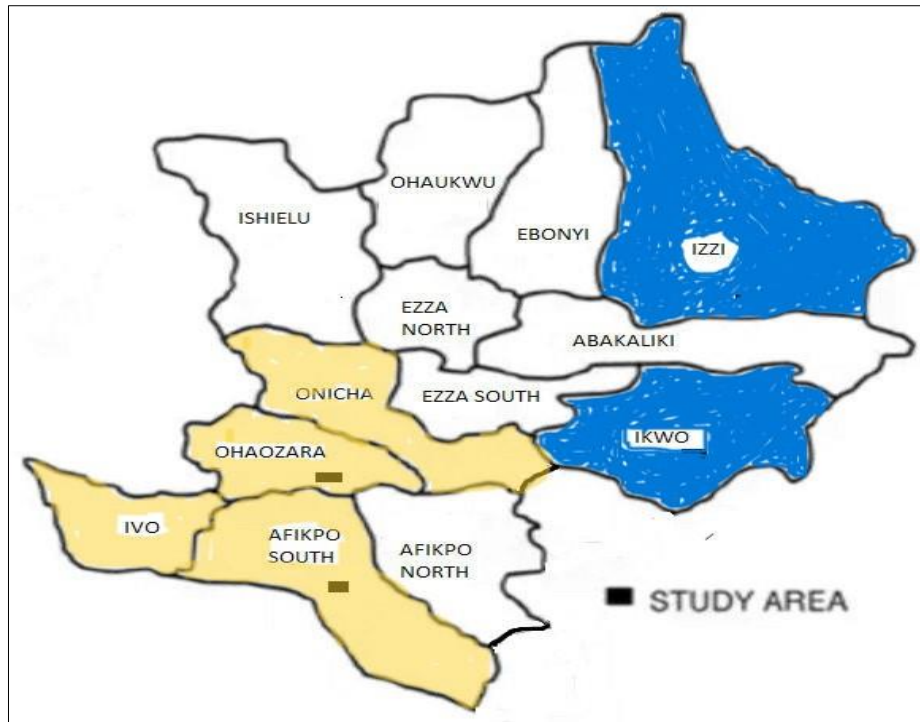 OHAUKWU
ISHIELU
EBONYI
IZZI
EZZA
NORTH
ABAKALIKI
ONICHA
EZZA SOUTH
IKWO
OHAOZARA
IVO
AFIKPO
SOUTH
AFIKPO
NORTH
STUDY AREA